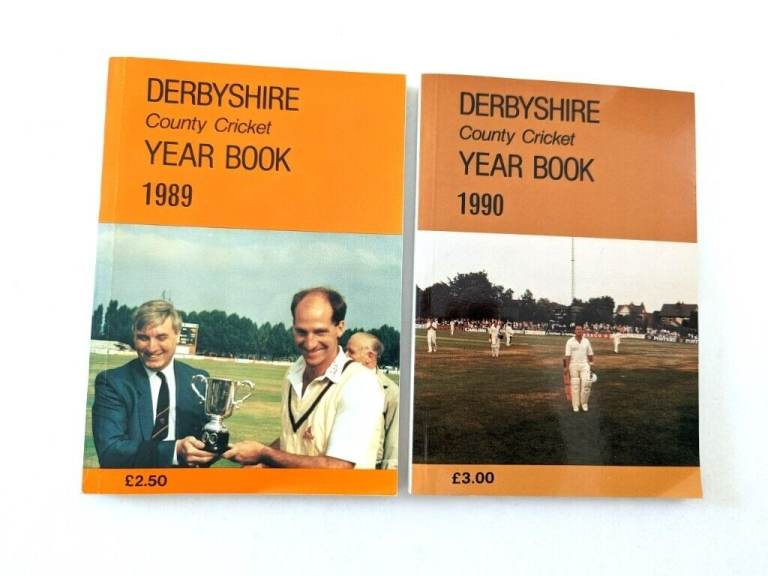 DERBYSHIRE
County Cricket
YEAR BOOK
1989
£2.50
DERBYSHIRE
County Cricket
YEAR BOOK
1990
£3.00